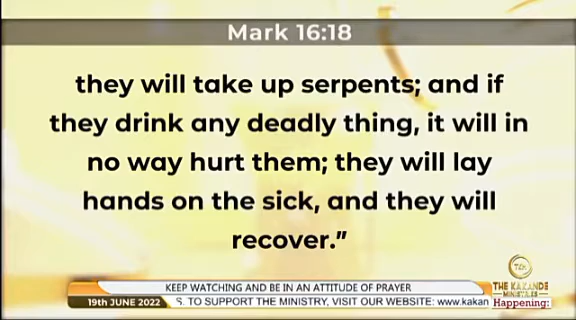 Mark 16:18
they will take up serpents; and if
they drink any deadly thing, it will in
no way hurt them; they will lay
hands on the sick, and they will
recover.”
KEEP WATCHING AND BE IN AN ATTITUDE OF PRAYER
THE KAKANDE
MINISTRIES
19th JUNE 2022
S. TO SUPPORT THE MINISTRY, VISIT OUR WEBSITE: www.kakan
Happening: